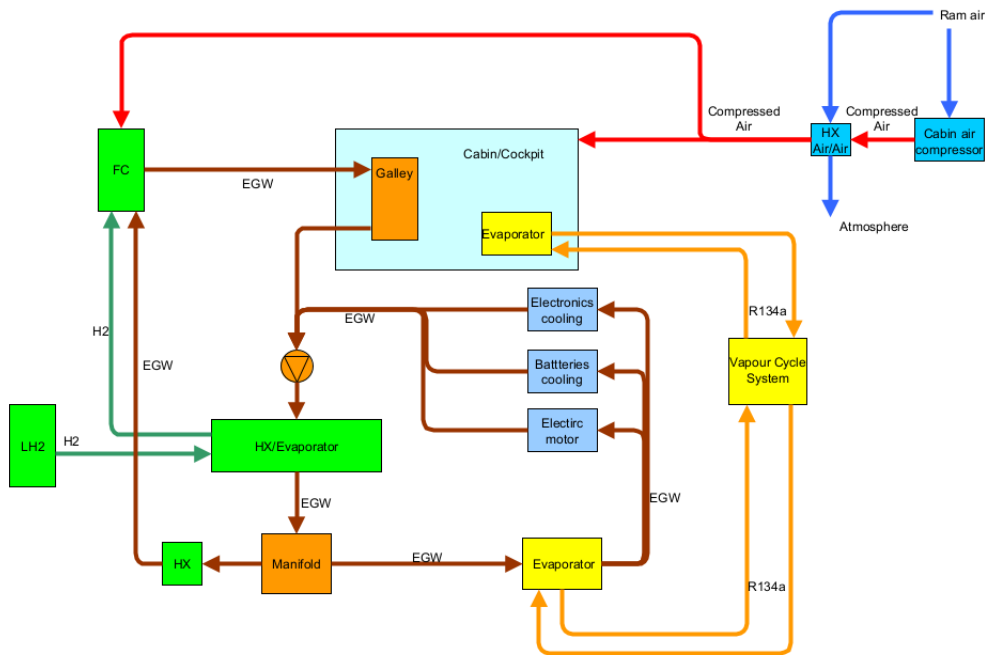 Ram air
Compressed
Air
Compressed
Air
HX
Air/Air
Cabin air
compressor
Cabin/Cockpit
FC
Galley
EGW
Atmosphere
Evaporator
Electronics
cooling
R134a
EGW
H2
Vapour Cycle
System
Battteries
cooling
EGW
Electirc
motor
LH2
H2
HX/Evaporator
EGW
EGW
HX
Manifold
EGW
Evaporator
R134a